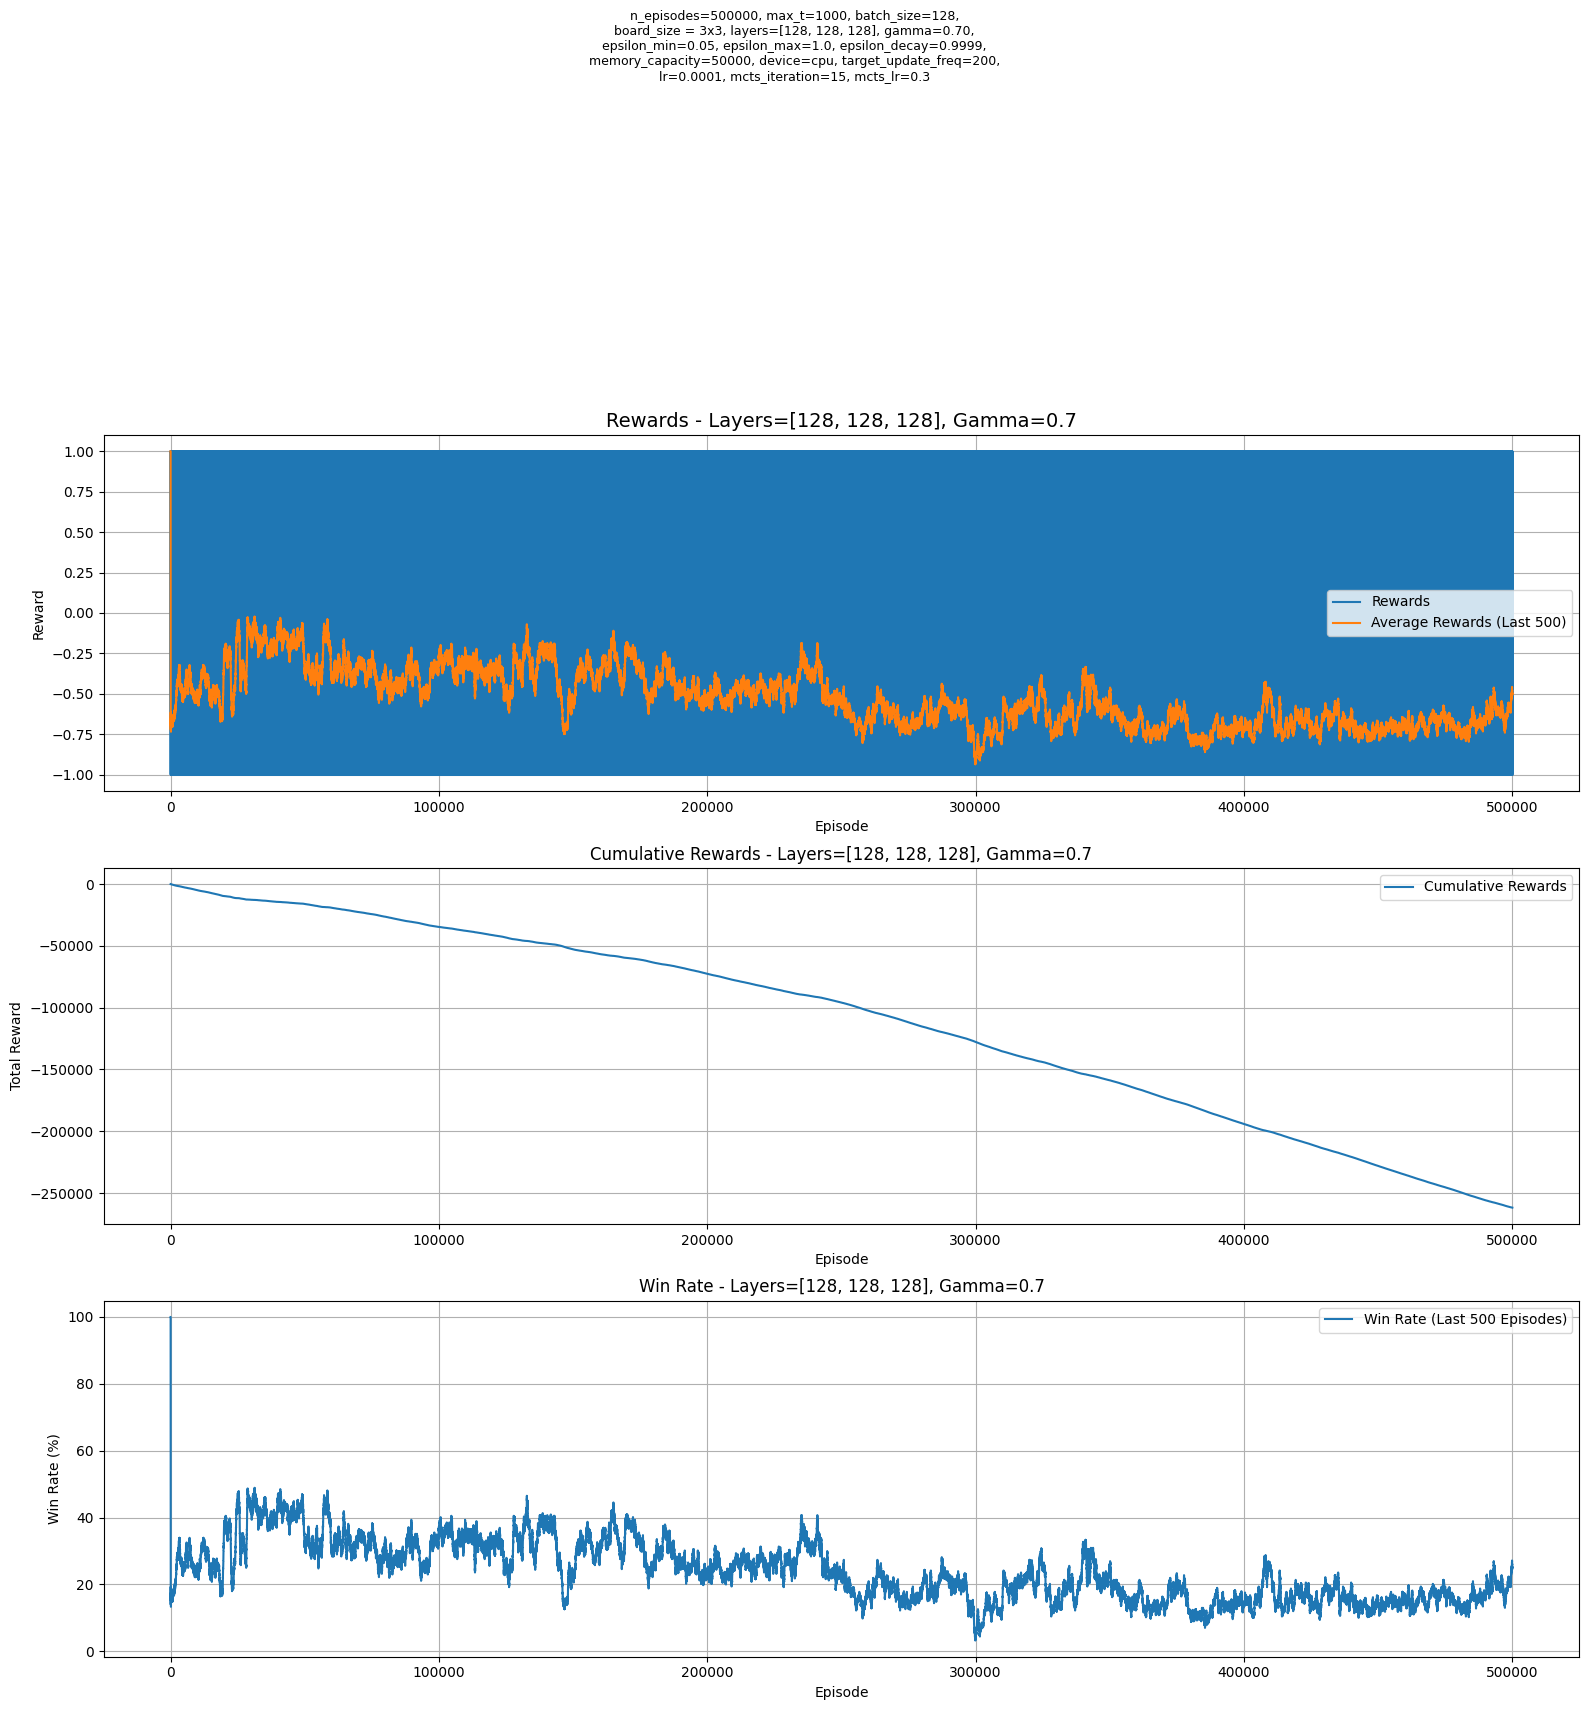 n_episodes=500000, max_t=1000, batch_size=128,
board_size = 3x3, layers=[128, 128, 128], gamma=0.70,
epsilon_min=0.05, epsilon_max=1.0, epsilon_decay=0.9999,
memory_capacity=50000, device=cpu, target_update_freq=200,
lr=0.0001, mcts_iteration=15, mcts_lr=0.3
Rewards - Layers=[128, 128, 128], Gamma=0.7
1.00
0.75
0.50
0.25
0.00
−0.25
−0.50
−0.75
−1.00
Reward
Rewards
Average Rewards (Last 500)
0 100000 200000 300000 400000 500000
Episode
Cumulative Rewards - Layers=[128, 128, 128], Gamma=0.7
0
−50000
−100000
−150000
−200000
−250000
Total Reward
Cumulative Rewards
0 100000 200000 300000 400000 500000
Episode
Win Rate - Layers=[128, 128, 128], Gamma=0.7
100
80
60
40
20
0
Win Rate (%)
Win Rate (Last 500 Episodes)
0 100000 200000 300000 400000 500000
Episode